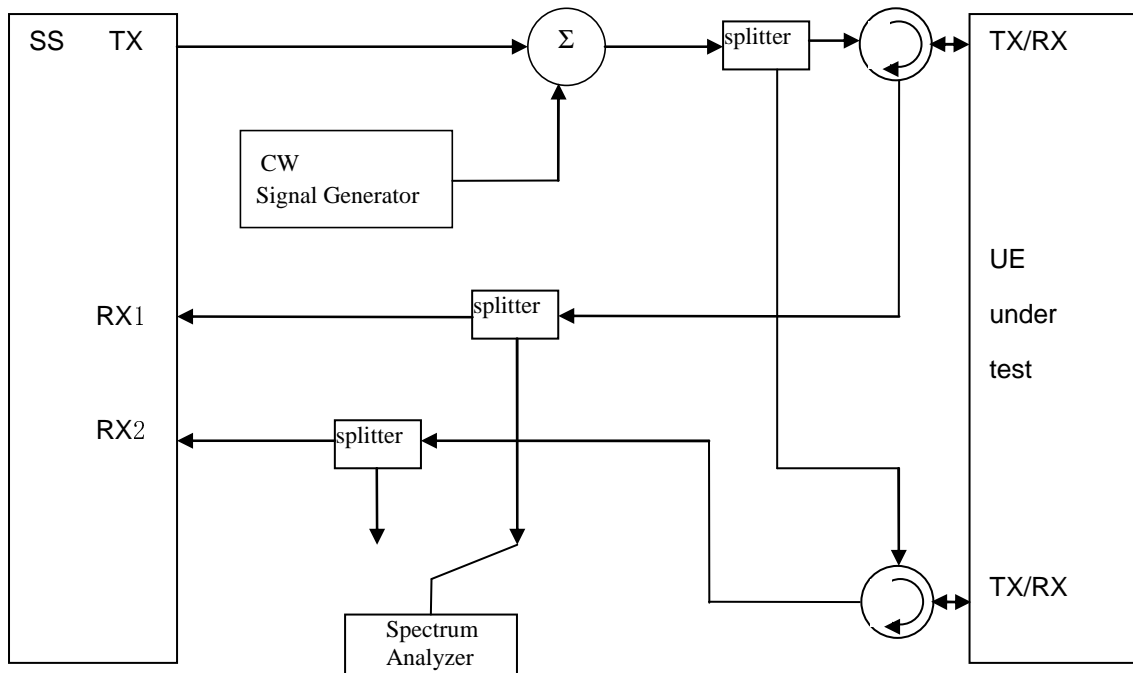 SS TX
Σ
splitter
TX/RX
CW
Signal Generator
UE
under
test
RX1
splitter
RX2
splitter
TX/RX
Spectrum
Analyzer